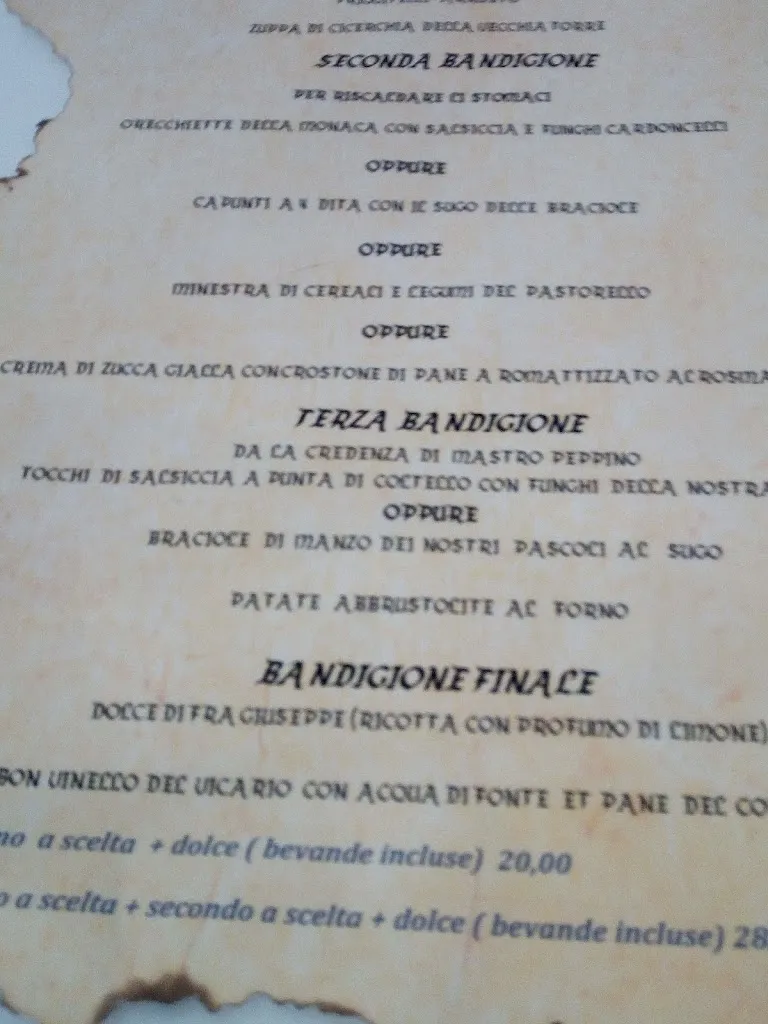 ZUPPA DI CICERCHIA DELLA VECCHIA TORRE
SECONDA BANDIGIONE
PER RISCALDARE LI STOMACI
ORECCHIETTE DELLA MONACA CON SALSICCIA E FUNGHI CARDONCELLI
OPPURE
CAPUNTI A 4 DITA CON IL SUGO DELLE BRACIOLE
OPPURE
MINESTRA DI CEREALI E LEGUMI DEL PASTORELLO
OPPURE
CREMA DI ZUCCA GIALLA CONCROSTONE DI PANE A ROMATTIZZATO AL ROSMA
TERZA BANDIGIONE
DA LA CREDENZA DI MASTRO PEPPINO
TOCCHI DI SALSICCIA A PUNTA DI COLTELLO CON FUNGHI DELLA NOSTRA
OPPURE
BRACIOLE DI MANZO DEI NOSTRI PASCOLI AL SUGO
PATATE ABBRUSTOLITE AL FORNO
BANDIGIONE FINALE
DOLCE DI FRA GIUSEPPE (RICOTTA CON PROFUMO DI LIMONE)
BON VINELLO DEL VICARIO CON ACQUA DI FONTE ET PANE DEL CO
mo a scelta + dolce ( bevande incluse) 20,00
o a scelta + secondo a scelta + dolce ( bevande incluse) 28